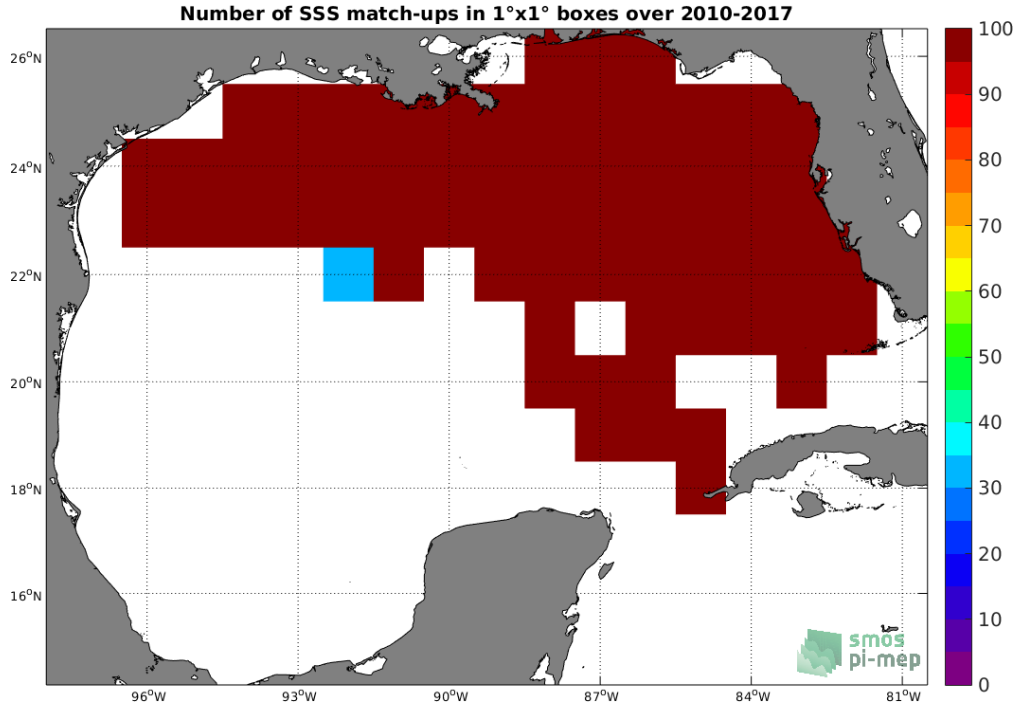 Number of SSS match-ups in 1°x1° boxes over 2010-2017
26°N
24°N
22°N
20°N
18°N
16°N
96°W
93°W
90°W
87°W
84°W
81°W
100
90
80
70
60
50
40
30
20
10
0
smos
pi-mep